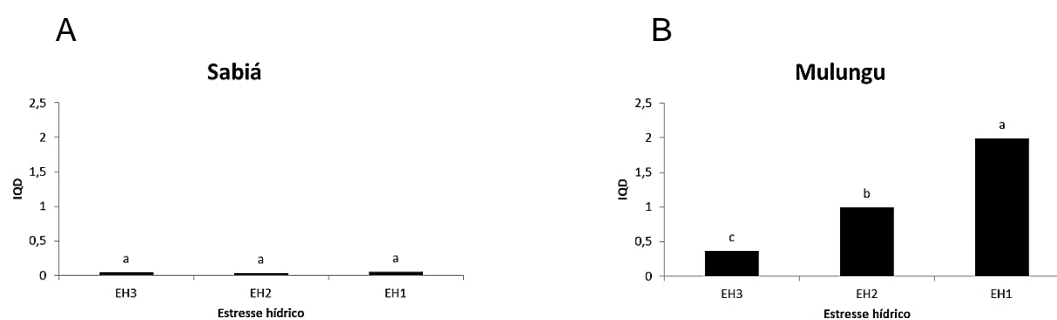 A
Sabiá
2,5
2
1,5
1
0,5
0
IQD
a
a
a
EH3 EH2 EH1
Estresse hídrico
B
Mulungu
2,5
2
1,5
1
0,5
0
IQD
c
b
a
EH3 EH2 EH1
Estresse hídrico